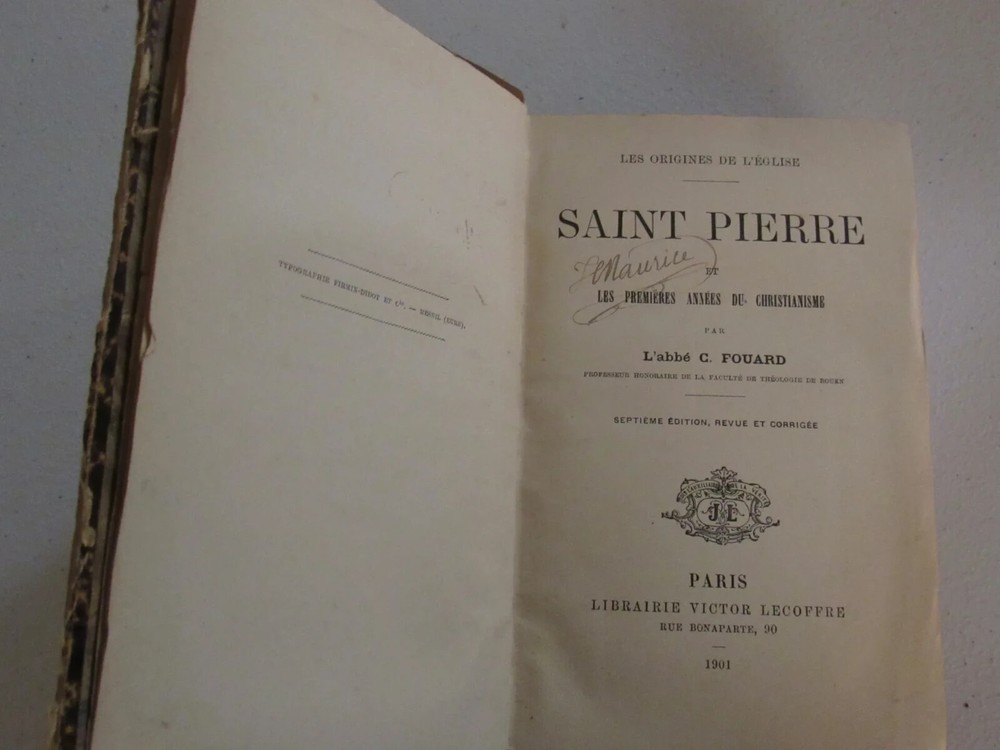 TYPOGRAPHIE FIRMIN-DIDOT ET Cie. — MESNIL (EURE).
LES ORIGINES DE L'ÉGLISE
SAINT PIERRE
Maurice
ET
LES PREMIÈRES ANNÉES DU CHRISTIANISME
PAR
L'abbé C. FOUARD
PROFESSEUR HONORAIRE DE LA FACULTÉ DE THÉOLOGIE DE ROUEN
SEPTIÈME ÉDITION, REVUE ET CORRIGÉE
JL
PARIS
LIBRAIRIE VICTOR LECOFFRE
RUE BONAPARTE, 90
1901